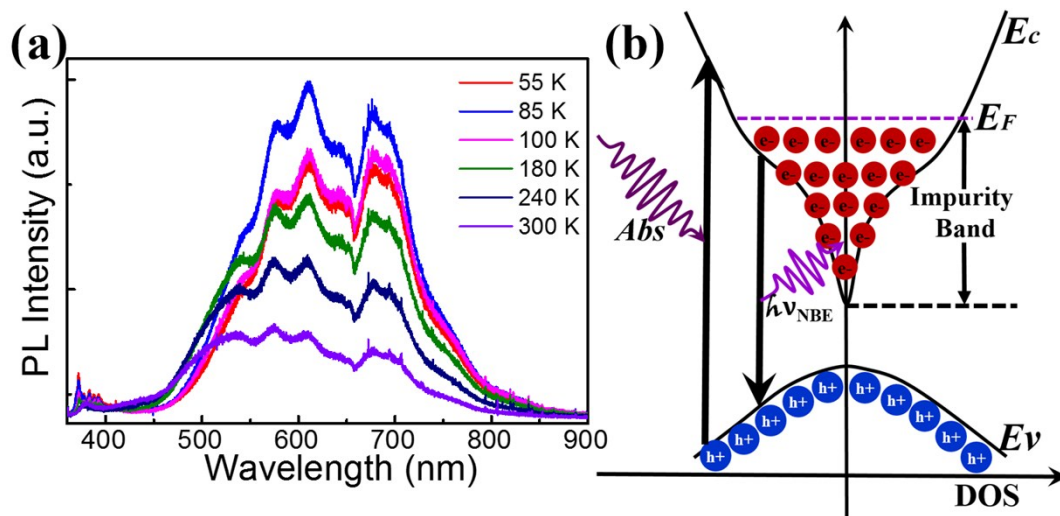 (a)
PL Intensity (a.u.)
55 K
85 K
100 K
180 K
240 K
300 K
400 500 600 700 800 900
Wavelength (nm)
(b)
Ec
EF
e- e- e- e- e- e-
e- e- e- e- e-
e- e- e-
e- e-
e-
Impurity
Band
Abs
hνNBE
h+ h+ h+ h+ h+ h+ h+ h+ h+ h+
Ev
DOS